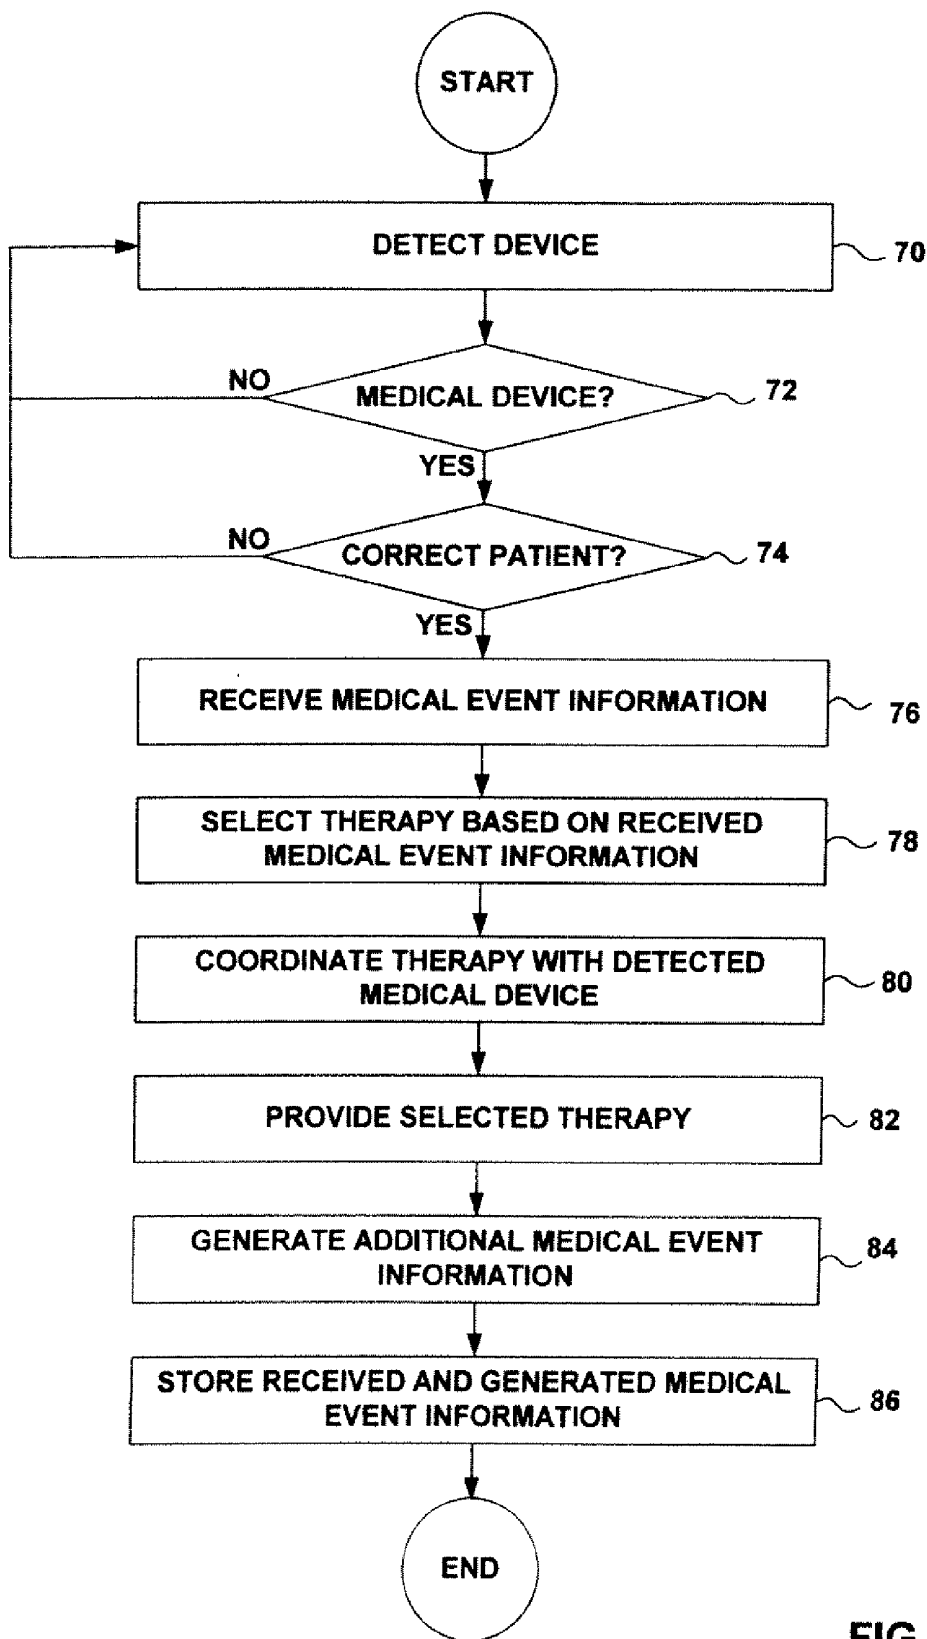 START
DETECT DEVICE
70
NO
MEDICAL DEVICE?
72
YES
NO
CORRECT PATIENT?
74
YES
RECEIVE MEDICAL EVENT INFORMATION
76
SELECT THERAPY BASED ON RECEIVED
MEDICAL EVENT INFORMATION
78
COORDINATE THERAPY WITH DETECTED
MEDICAL DEVICE
80
PROVIDE SELECTED THERAPY
82
GENERATE ADDITIONAL MEDICAL EVENT
INFORMATION
84
STORE RECEIVED AND GENERATED MEDICAL
EVENT INFORMATION
86
END
FIG